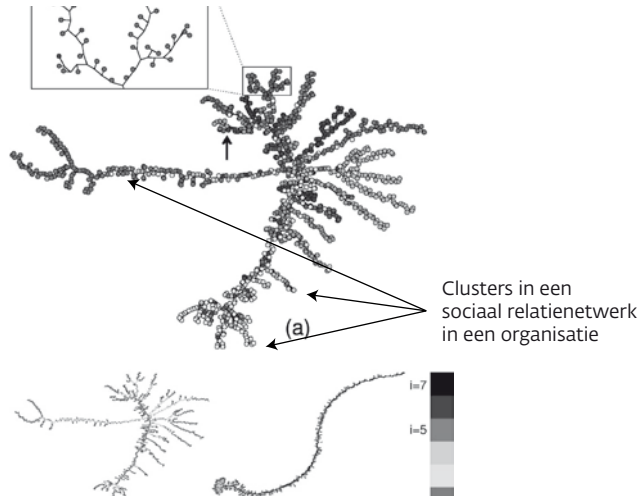 Clusters in een
sociaal relatienetwerk
in een organisatie
(a)
i=7
i=5